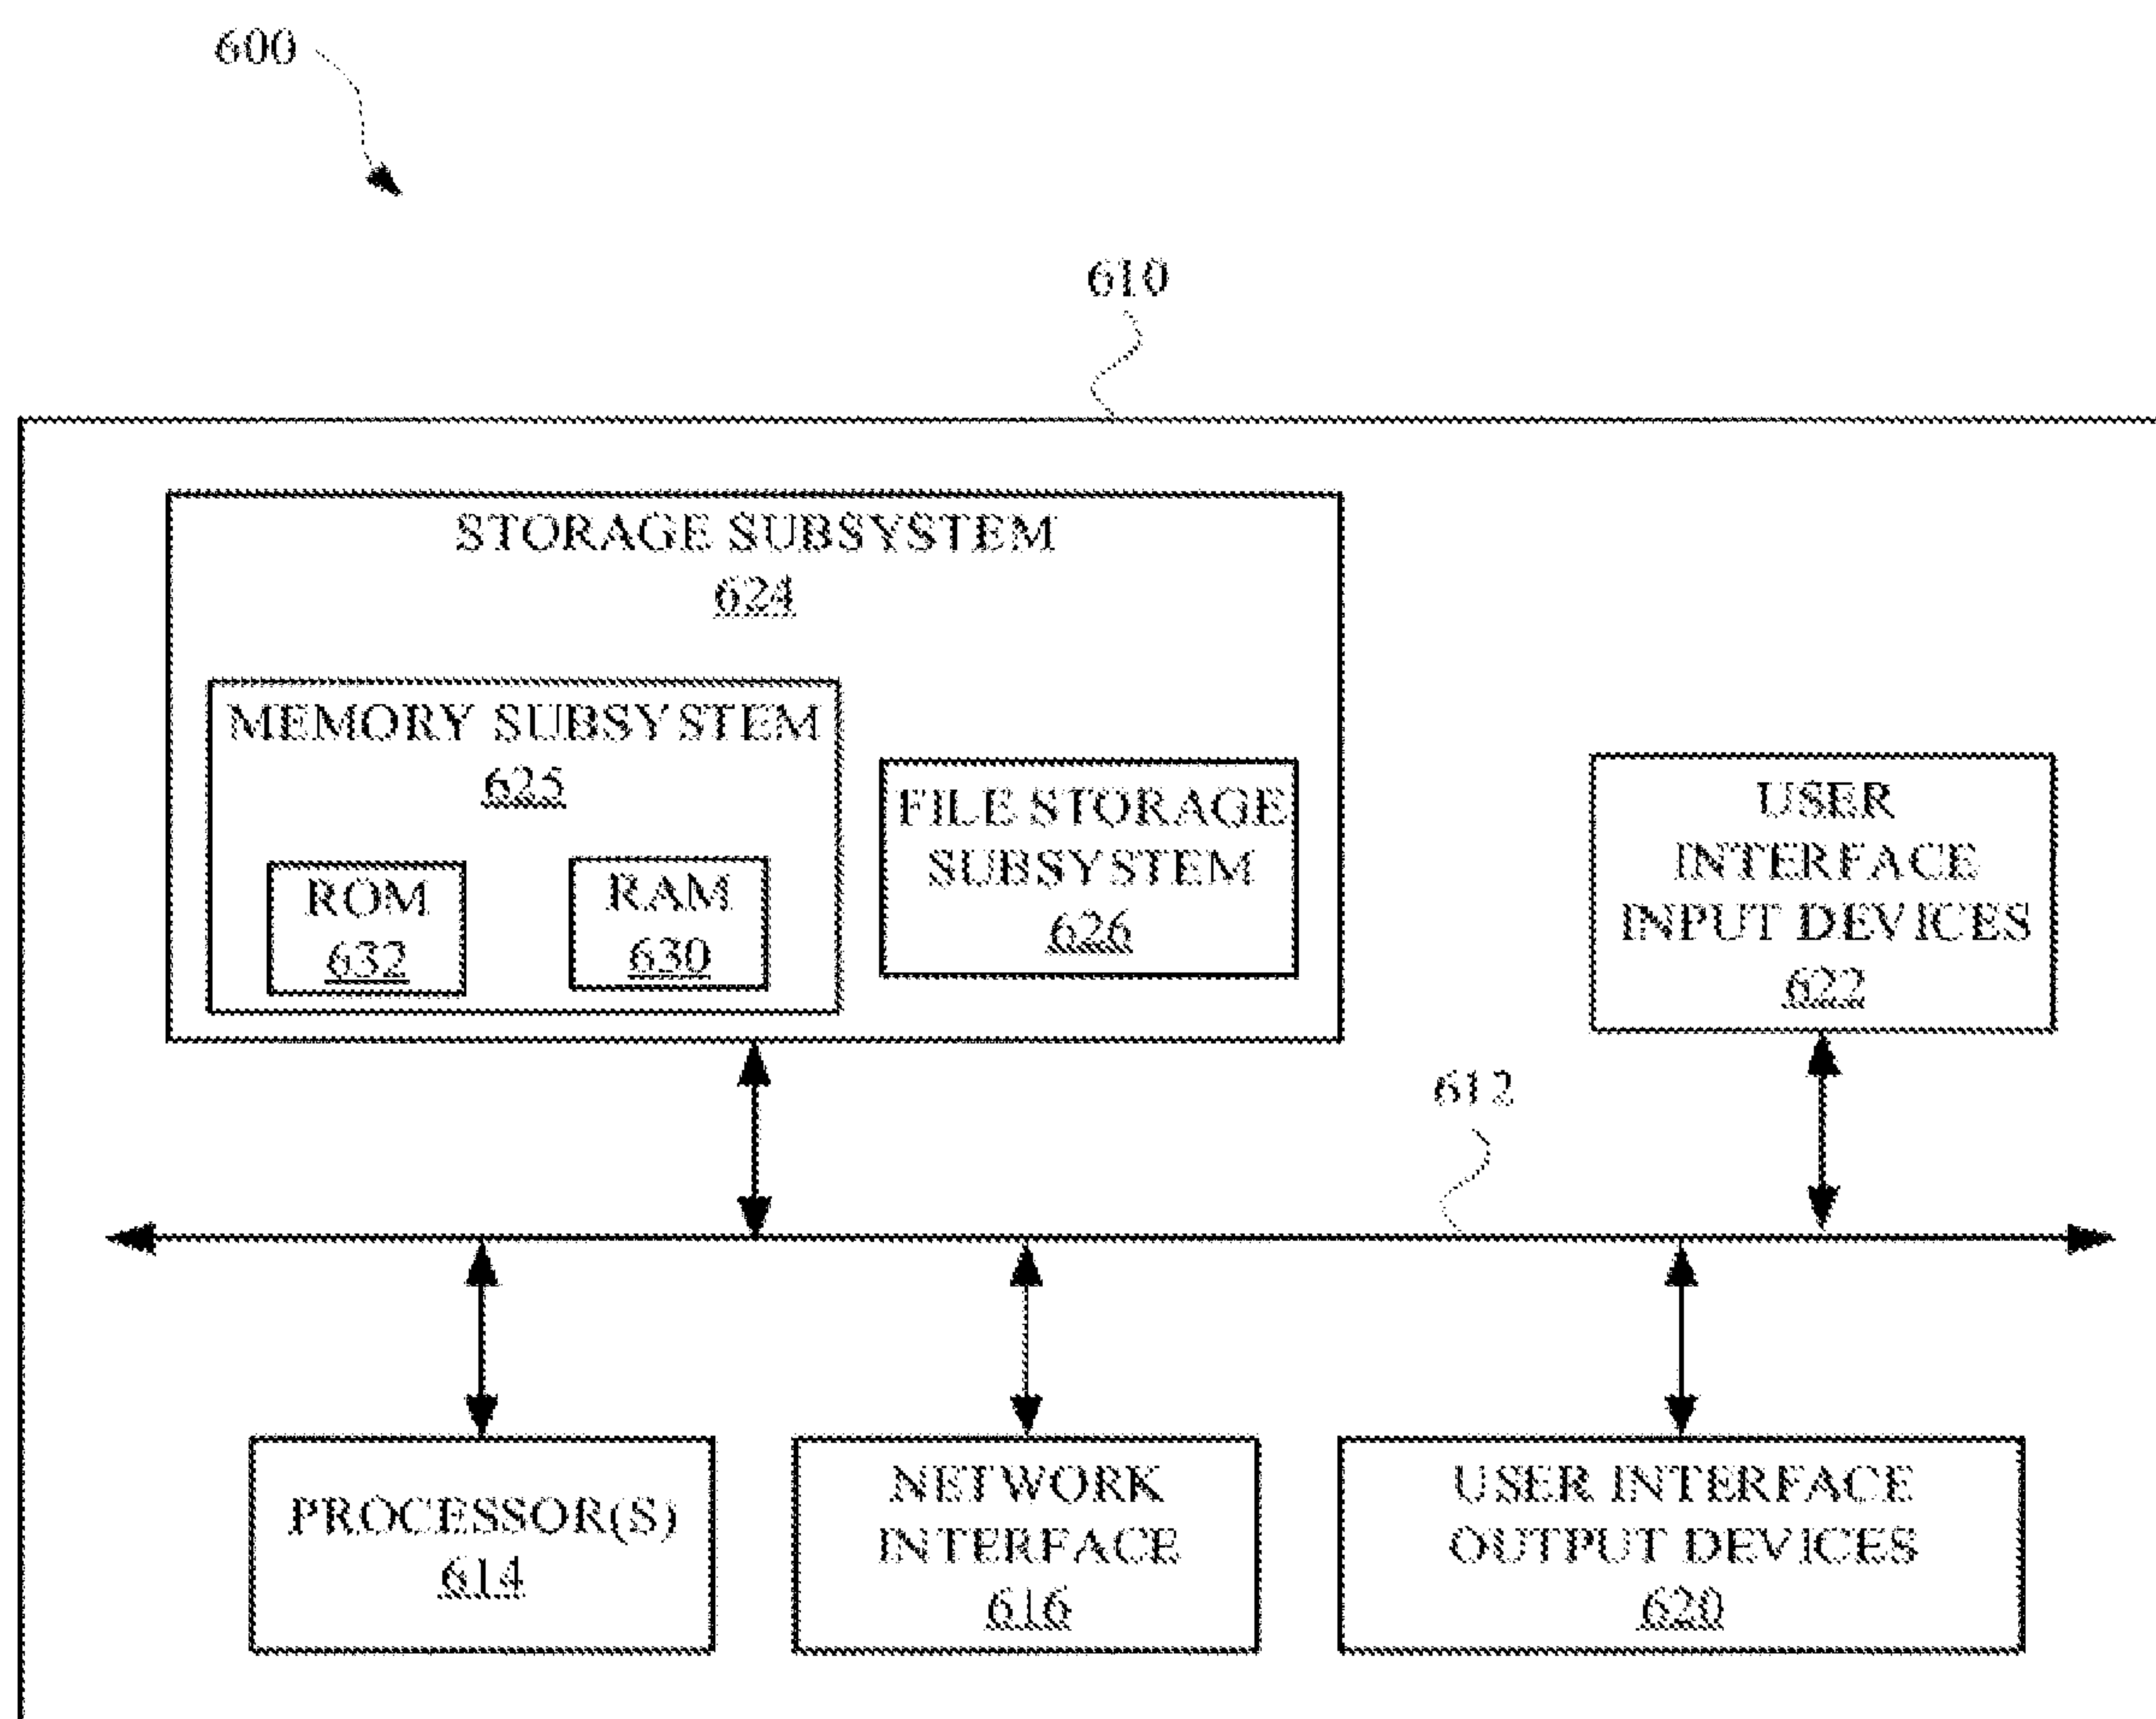 600
610
STORAGE SUBSYSTEM
624
MEMORY SUBSYSTEM
625
ROM
632
RAM
630
FILE STORAGE
SUBSYSTEM
626
USER
INTERFACE
INPUT DEVICES
622
612
PROCESSOR(S)
614
NETWORK
INTERFACE
616
USER INTERFACE
OUTPUT DEVICES
620